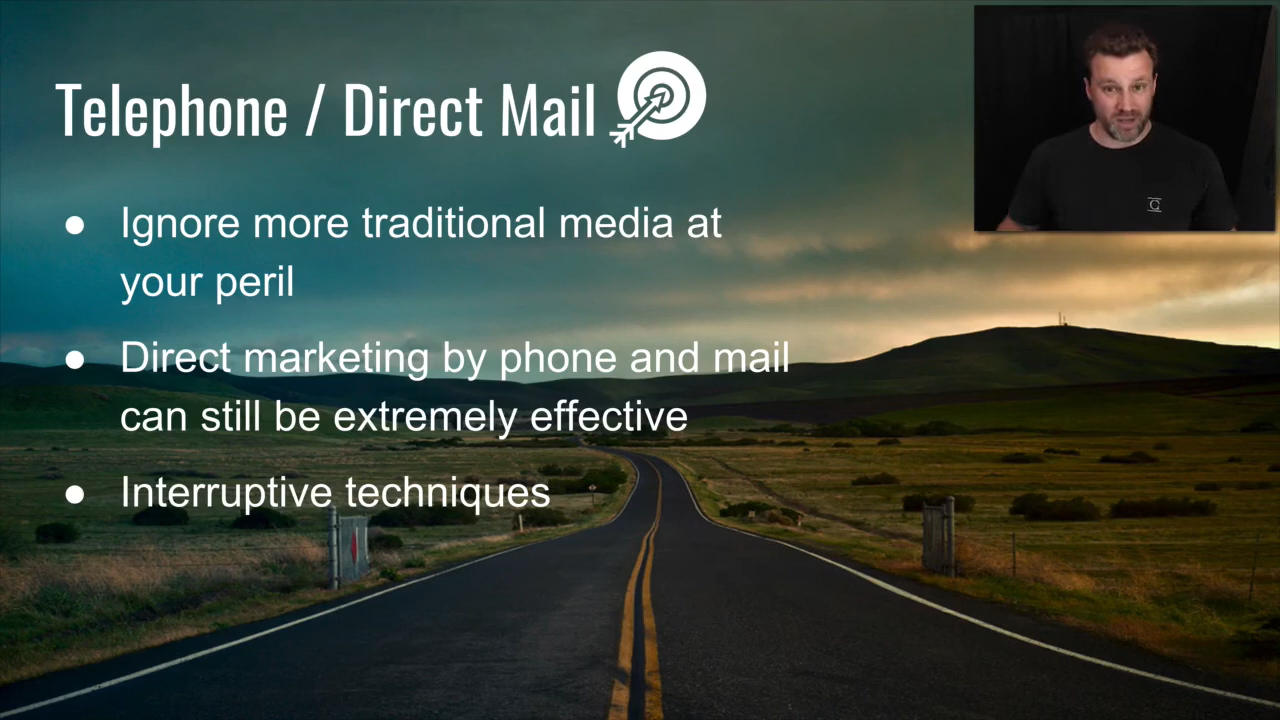 Telephone / Direct Mail
● Ignore more traditional media at
your peril
● Direct marketing by phone and mail
can still be extremely effective
● Interruptive techniques